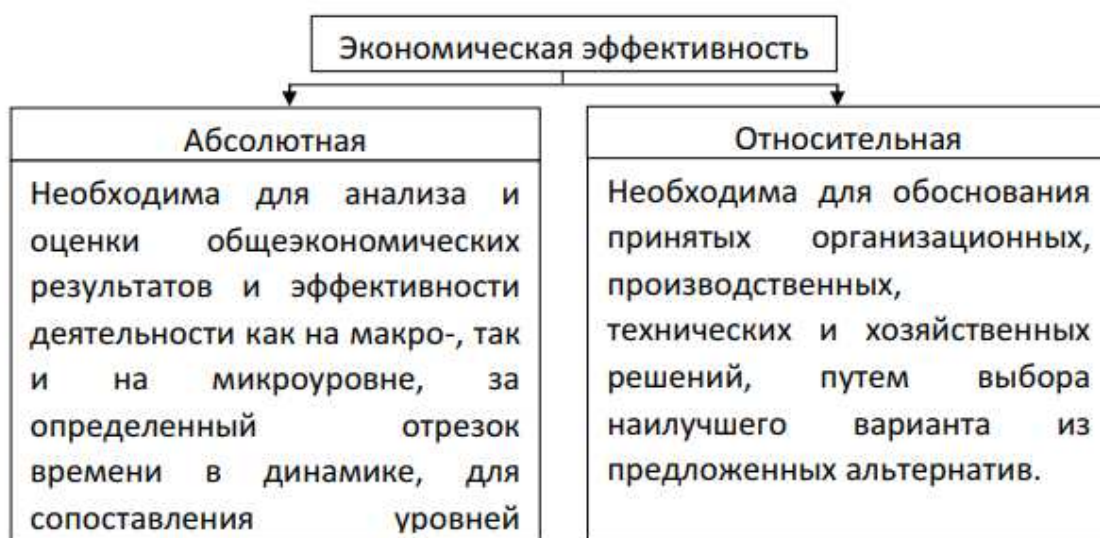 Экономическая эффективность
Абсолютная
Необходима для анализа и
оценки общеэкономических
результатов и эффективности
деятельности как на макро-, так
и на микроуровне, за
определенный отрезок
времени в динамике, для
сопоставления уровней
Относительная
Необходима для обоснования
принятых организационных,
производственных,
технических и хозяйственных
решений, путем выбора
наилучшего варианта из
предложенных альтернатив.